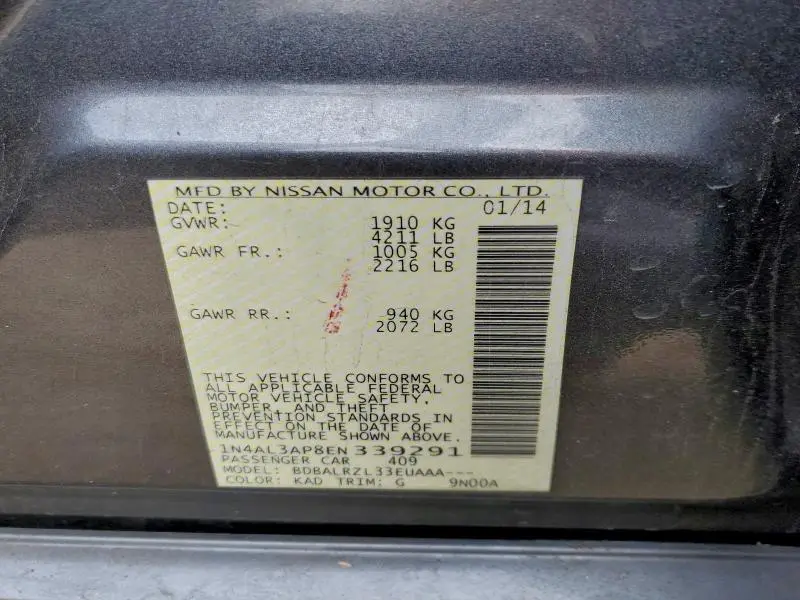 MFD BY NISSAN MOTOR CO., LTD.
DATE: 01/14
GVWR: 1910 KG
4211 LB
GAWR FR.: 1005 KG
2216 LB
GAWR RR.: 940 KG
2072 LB
THIS VEHICLE CONFORMS TO
ALL APPLICABLE FEDERAL
MOTOR VEHICLE SAFETY,
BUMPER, AND THEFT
PREVENTION STANDARDS IN
EFFECT ON THE DATE OF
MANUFACTURE SHOWN ABOVE.
1N4AL3AP8EN339291
PASSENGER CAR 409
MODEL: BDBALRZL33EUAAA---
COLOR: KAD TRIM: G 9N00A